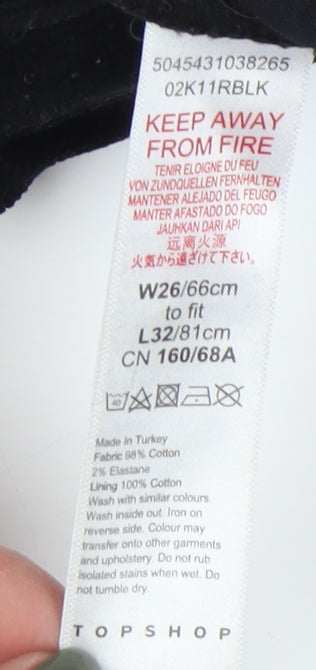 5045431038265
02K11RBLK
KEEP AWAY
FROM FIRE
TENIR ELOIGNE DU FEU
VON ZUNDQUELLEN FERNHALTEN
MANTENER ALEJADO DEL FEUGO
MANTER AFASTADO DO FOGO
JAUHKAN DARI API
远离火源
火気から遠ざけて下さい。
W26/66cm
to fit
L32/81cm
CN 160/68A
40
Made in Turkey
Fabric 98% Cotton
2% Elastane
Lining 100% Cotton
Wash with similar colours.
Wash inside out. Iron on
reverse side. Colour may
transfer onto other garments
and upholstery. Do not rub
isolated stains when wet. Do
not tumble dry.
TOPSHOP